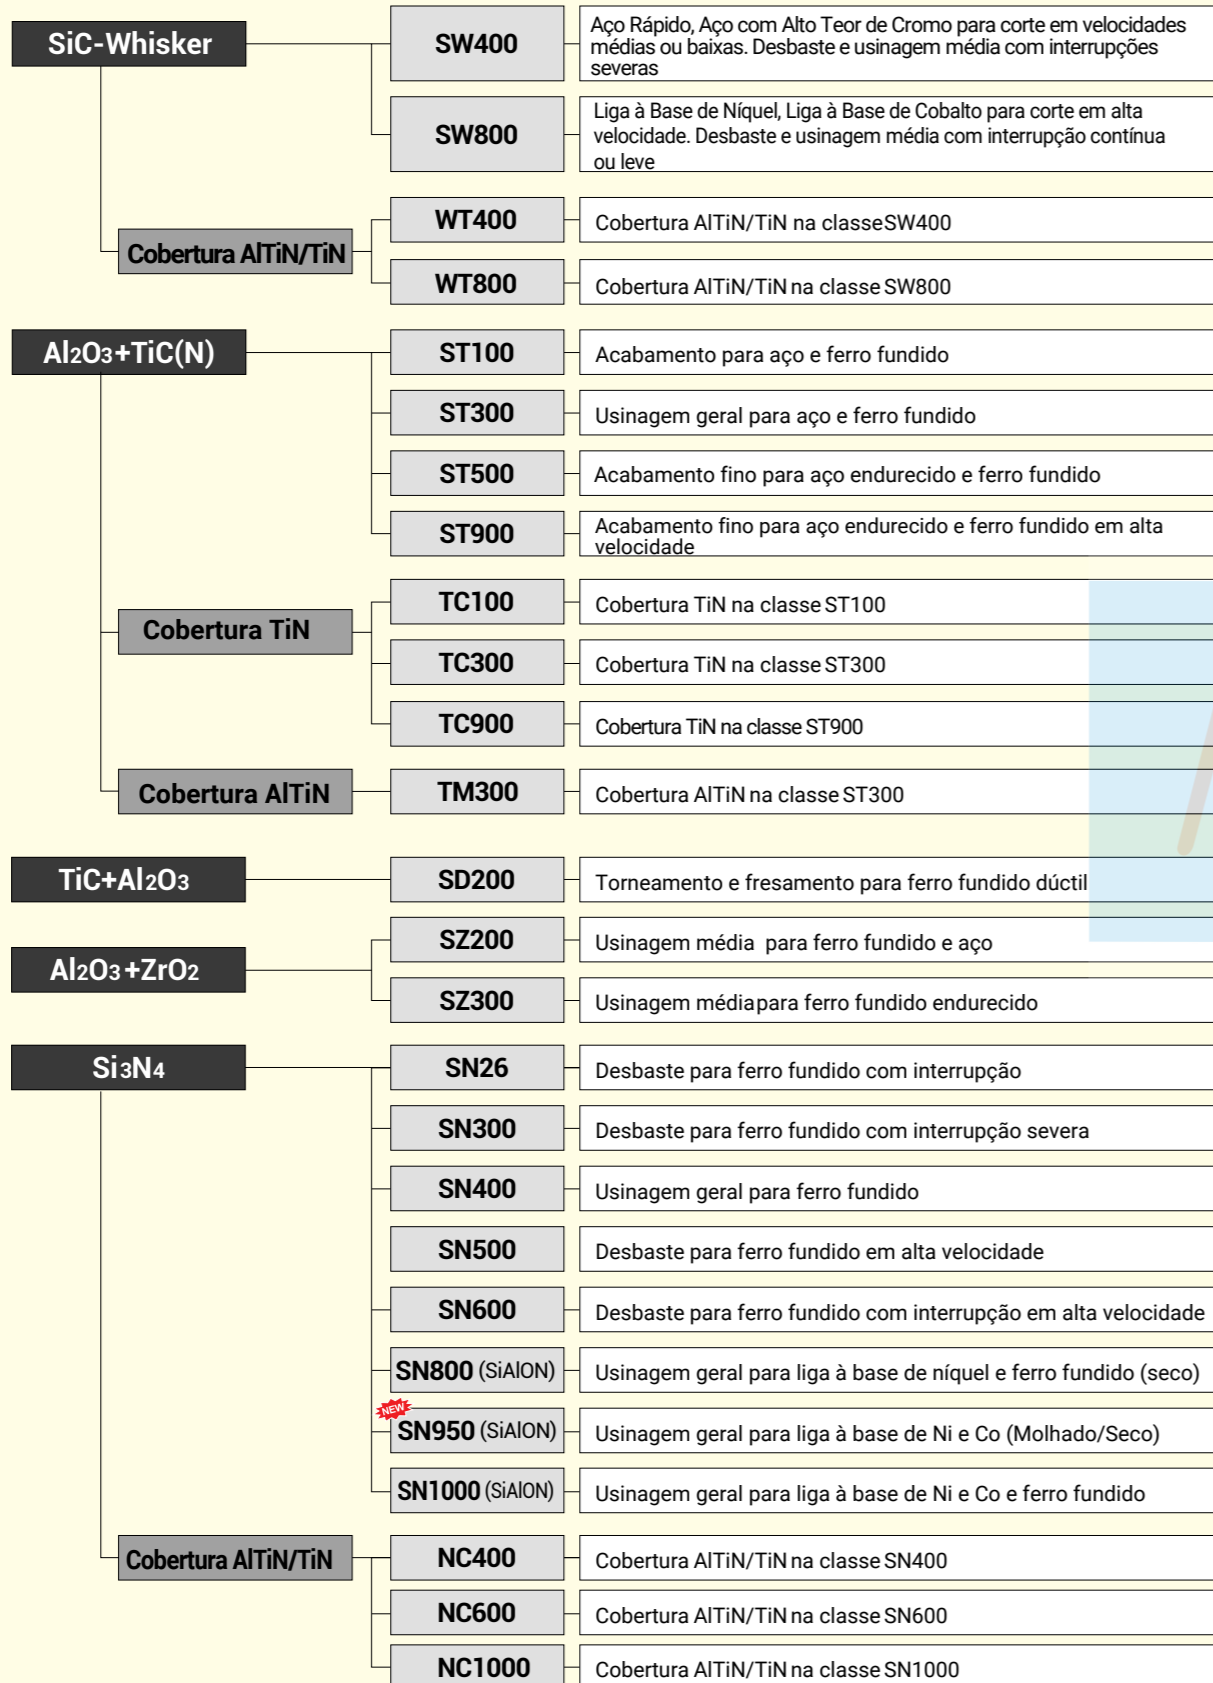 SiC-Whisker
SW400
Aço Rápido, Aço com Alto Teor de Cromo para corte em velocidades
médias ou baixas. Desbaste e usinagem média com interrupções
severas
SW800
Liga à Base de Níquel, Liga à Base de Cobalto para corte em alta
velocidade. Desbaste e usinagem média com interrupção contínua
ou leve
Cobertura AlTiN/TiN
WT400
Cobertura AlTiN/TiN na classeSW400
WT800
Cobertura AlTiN/TiN na classe SW800
Al2O3+TiC(N)
ST100
Acabamento para aço e ferro fundido
ST300
Usinagem geral para aço e ferro fundido
ST500
Acabamento fino para aço endurecido e ferro fundido
ST900
Acabamento fino para aço endurecido e ferro fundido em alta
velocidade
Cobertura TiN
TC100
Cobertura TiN na classe ST100
TC300
Cobertura TiN na classe ST300
TC900
Cobertura TiN na classe ST900
Cobertura AlTiN
TM300
Cobertura AlTiN na classe ST300
TiC+Al2O3
SD200
Torneamento e fresamento para ferro fundido dúctil
Al2O3+ZrO2
SZ200
Usinagem média para ferro fundido e aço
SZ300
Usinagem médiapara ferro fundido endurecido
Si3N4
SN26
Desbaste para ferro fundido com interrupção
SN300
Desbaste para ferro fundido com interrupção severa
SN400
Usinagem geral para ferro fundido
SN500
Desbaste para ferro fundido em alta velocidade
SN600
Desbaste para ferro fundido com interrupção em alta velocidade
SN800 (SiAlON)
Usinagem geral para liga à base de níquel e ferro fundido (seco)
NEW
SN950 (SiAlON)
Usinagem geral para liga à base de Ni e Co (Molhado/Seco)
SN1000 (SiAlON)
Usinagem geral para liga à base de Ni e Co e ferro fundido
Cobertura AlTiN/TiN
NC400
Cobertura AlTiN/TiN na classe SN400
NC600
Cobertura AlTiN/TiN na classe SN600
NC1000
Cobertura AlTiN/TiN na classe SN1000